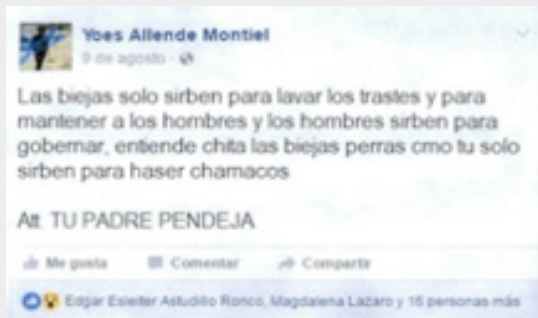 Yoes Allende Montiel
9 de agosto
Las biejas solo sirben para lavar los trastes y para
mantener a los hombres y los hombres sirben para
gobernar, entiende chita las biejas perras cmo tu solo
sirben para haser chamacos
Att. TU PADRE PENDEJA
Me gusta Comentar Compartir
Edgar Esleiter Astudillo Ronco, Magdalena Lazaro y 16 personas más